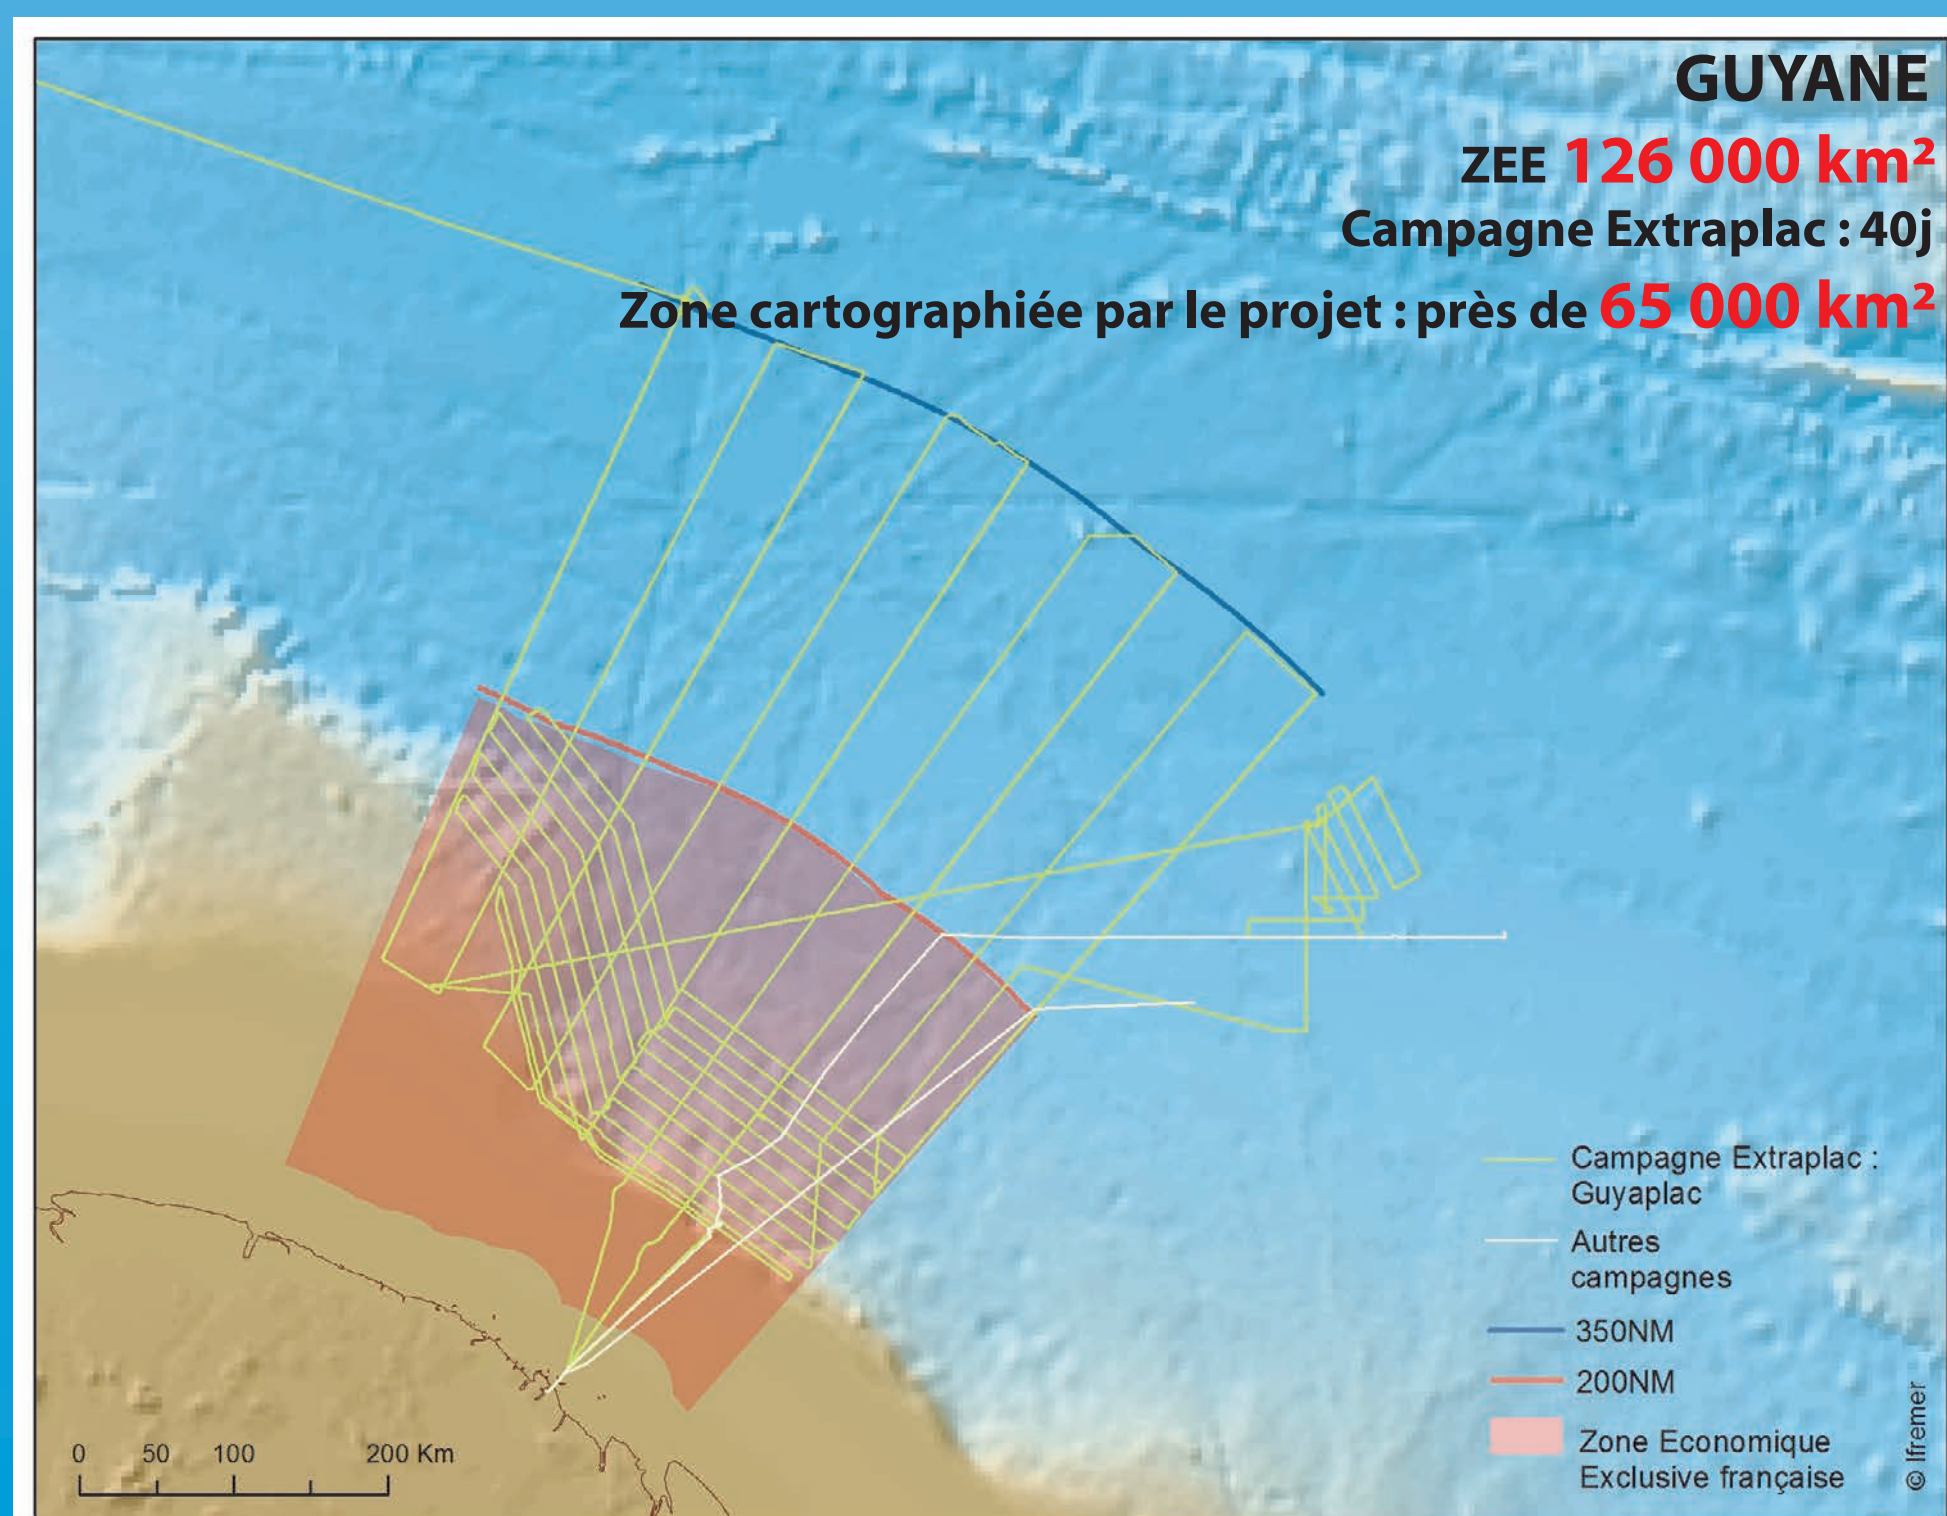 GUYANE
ZEE 126 000 km²
Campagne Extraplac : 40j
Zone cartographiée par le projet : près de 65 000 km²
Campagne Extraplac :
Guyaplac
Autres
campagnes
350NM
200NM
Zone Economique
Exclusive française
0 50 100 200 Km
© Ifremer